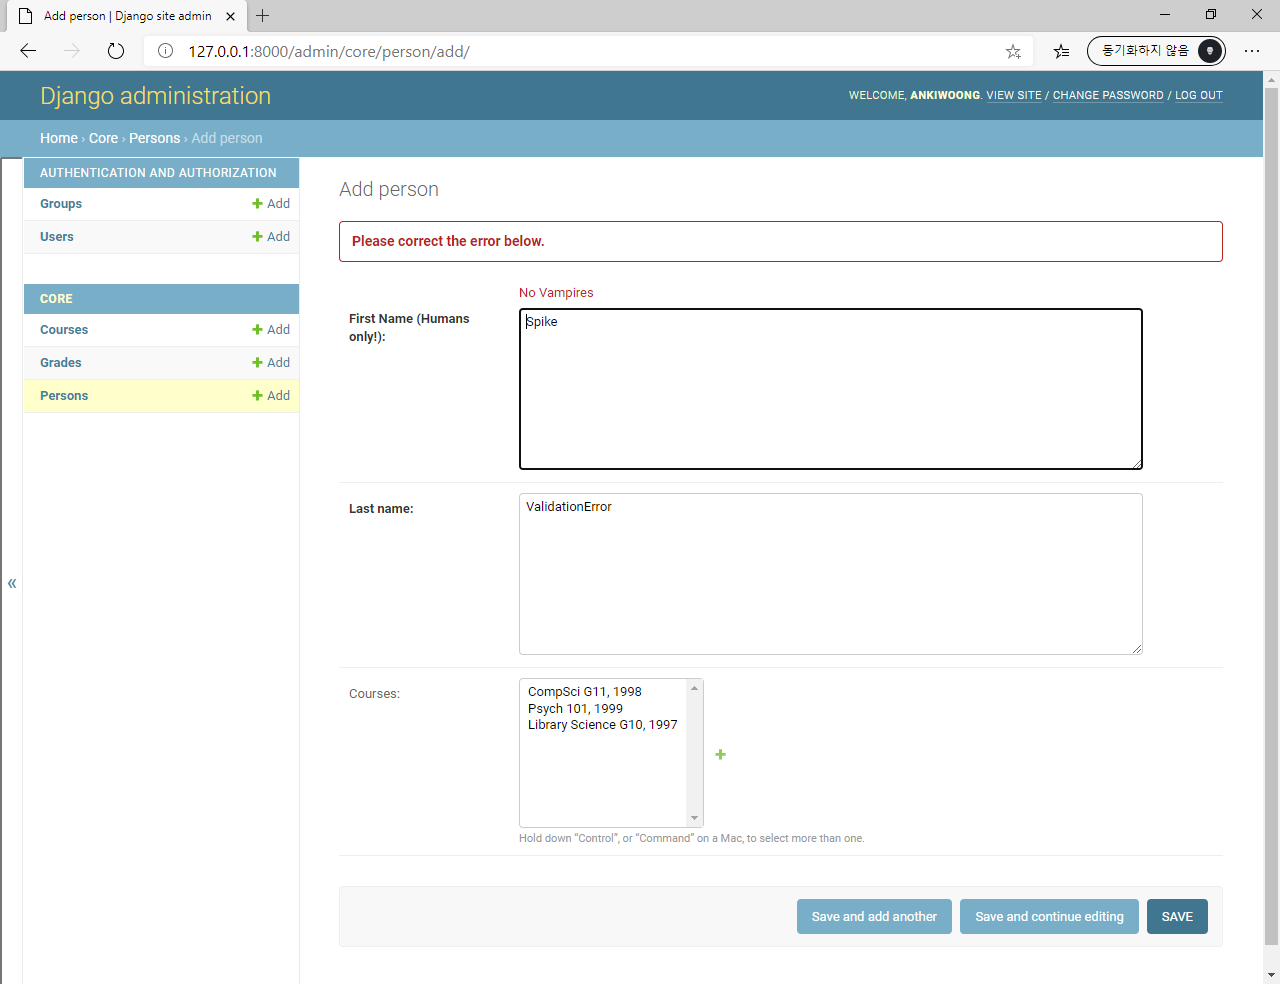 Add person | Django site admin
127.0.0.1:8000/admin/core/person/add/
동기화하지 않음
Django administration
WELCOME, ANKIWOONG. VIEW SITE / CHANGE PASSWORD / LOG OUT
Home › Core › Persons › Add person
AUTHENTICATION AND AUTHORIZATION
Groups + Add
Users + Add
CORE
Courses + Add
Grades + Add
Persons + Add
«
Add person
Please correct the error below.
No Vampires
First Name (Humans
only!):
Spike
Last name:
ValidationError
Courses:
CompSci G11, 1998
Psych 101, 1999
Library Science G10, 1997
Hold down “Control”, or “Command” on a Mac, to select more than one.
Save and add another
Save and continue editing
SAVE